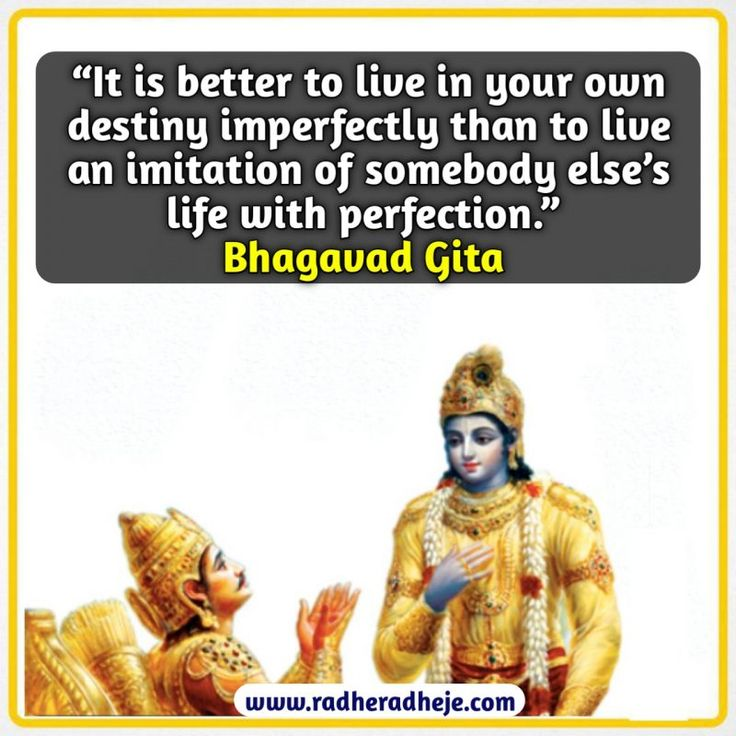 “It is better to live in your own
destiny imperfectly than to live
an imitation of somebody else’s
life with perfection.”
Bhagavad Gita
www.radheradheje.com